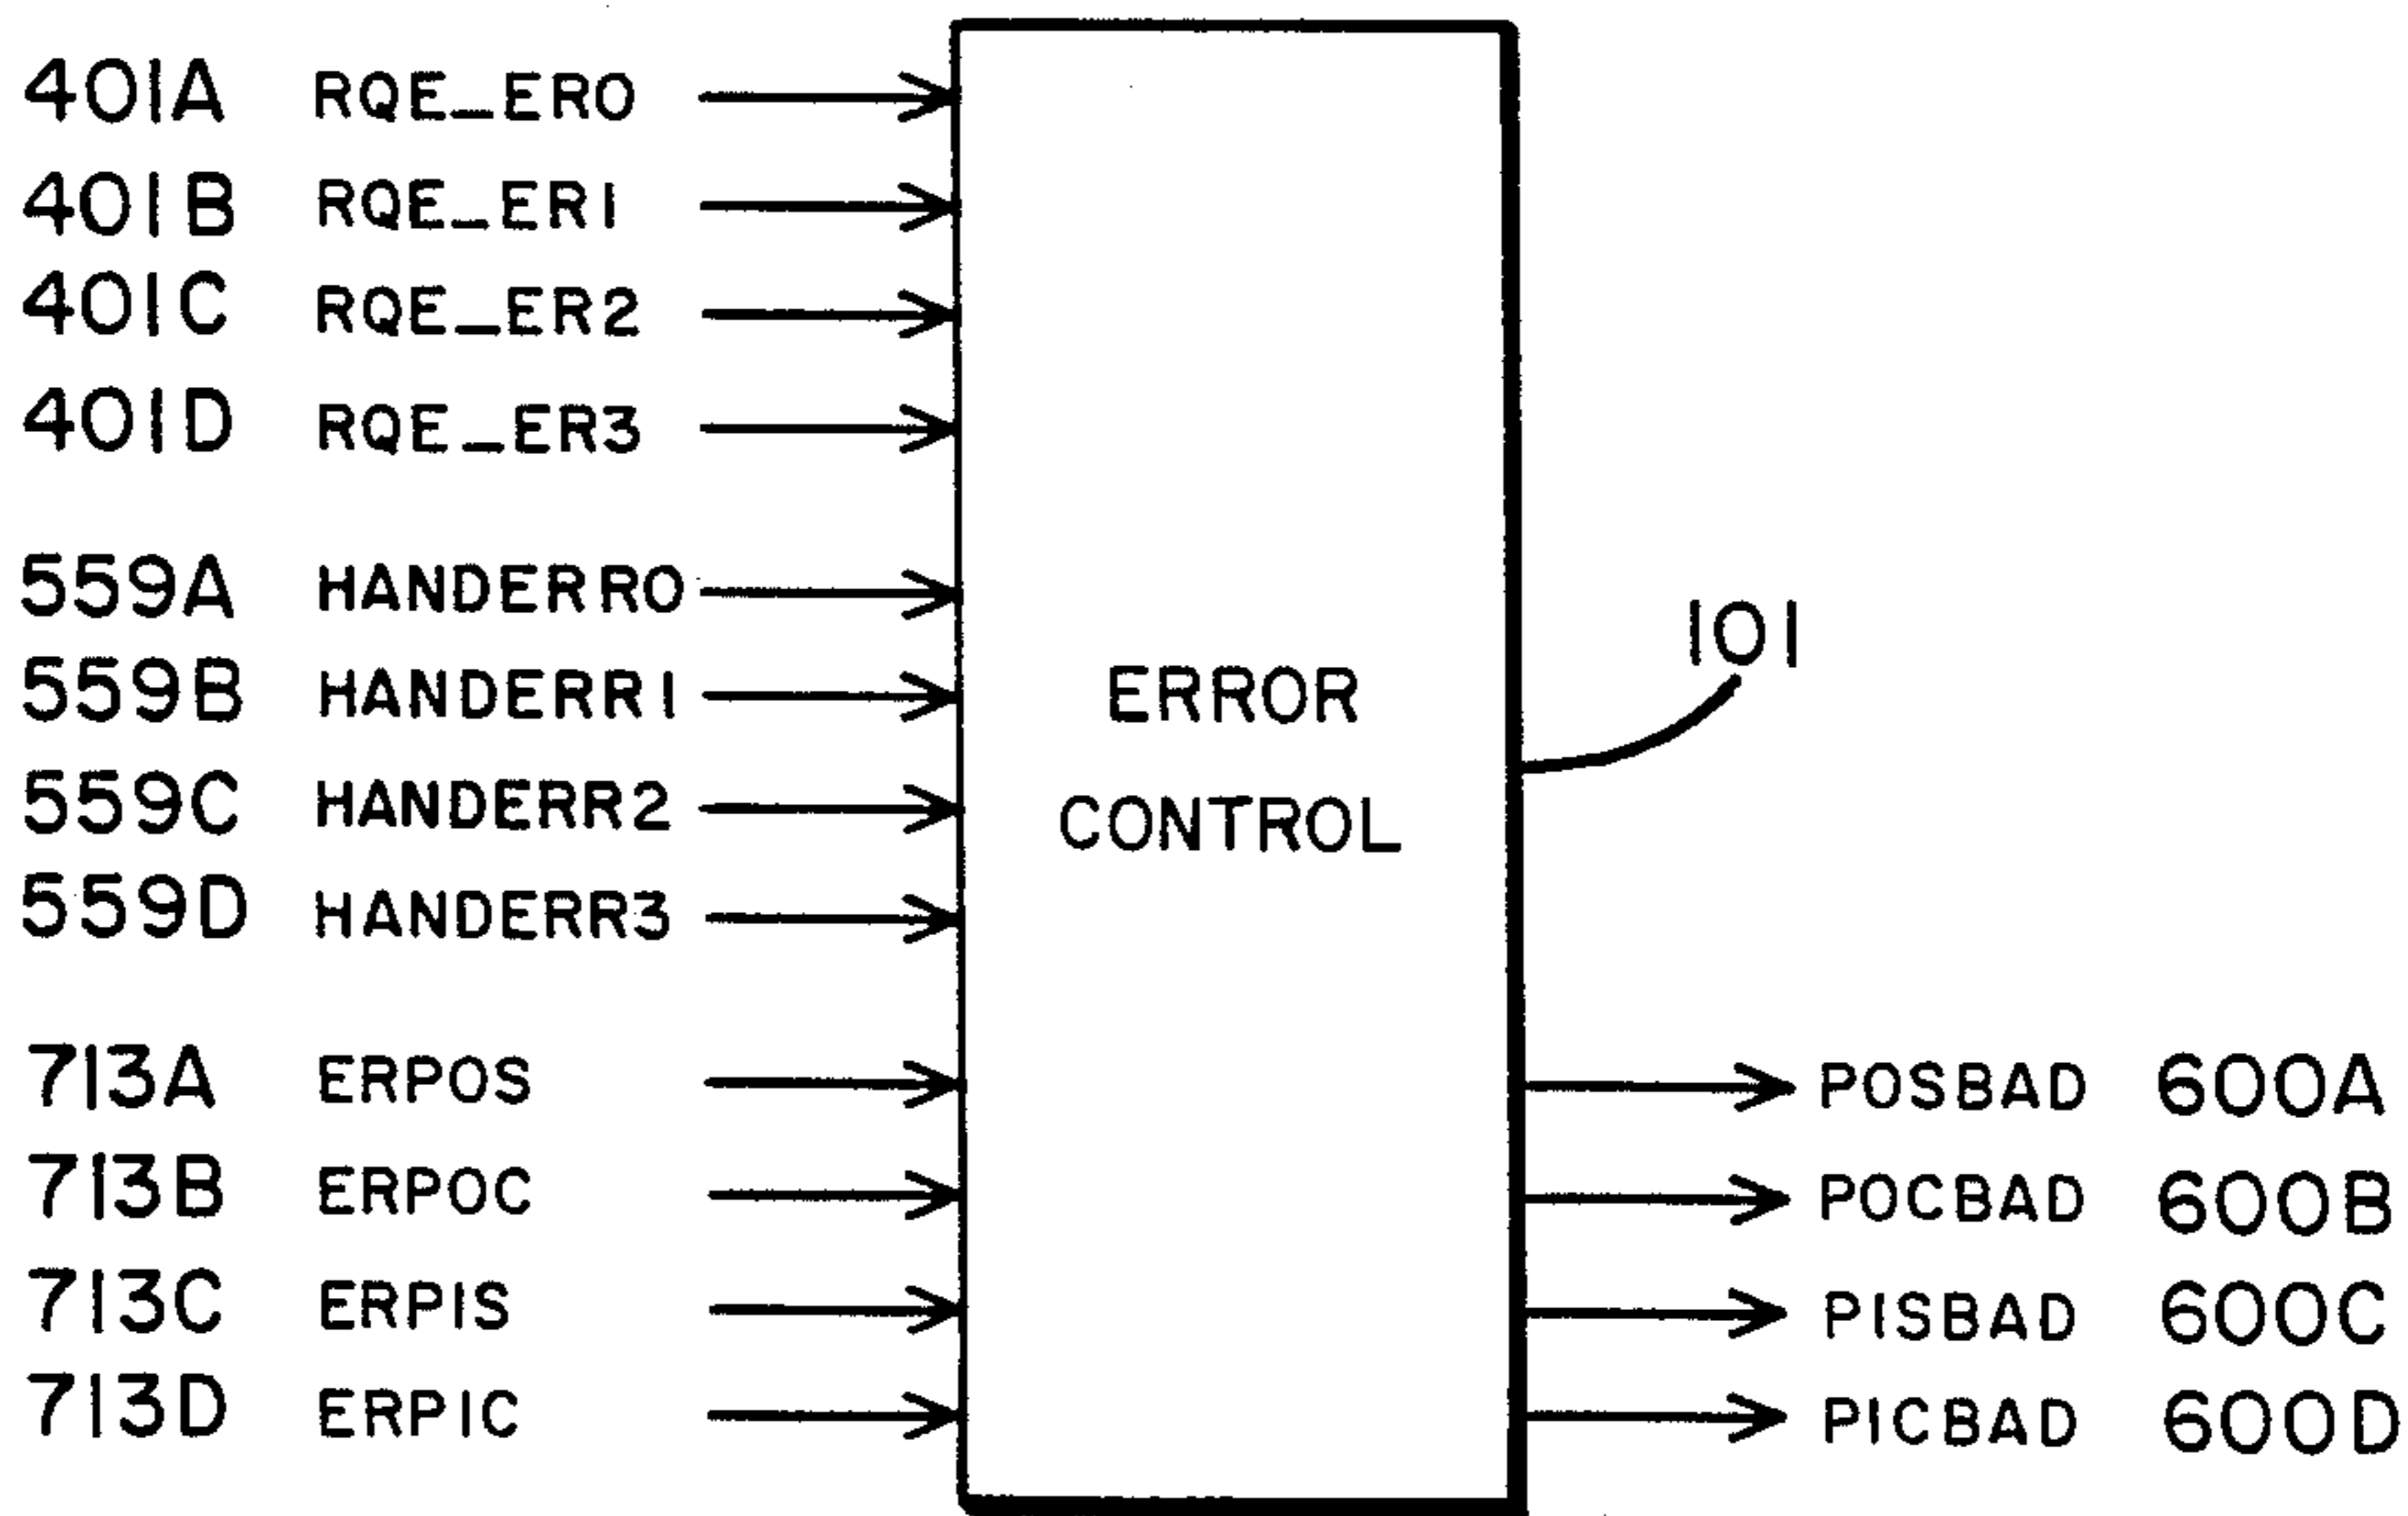 401A RQE_ER0
401B RQE_ER1
401C RQE_ER2
401D RQE_ER3
559A HANDERR0
559B HANDERR1
559C HANDERR2
559D HANDERR3
713A ERPOS
713B ERPOC
713C ERPIS
713D ERPIC
ERROR
CONTROL
101
POSBAD 600A
POCBAD 600B
PISBAD 600C
PICBAD 600D